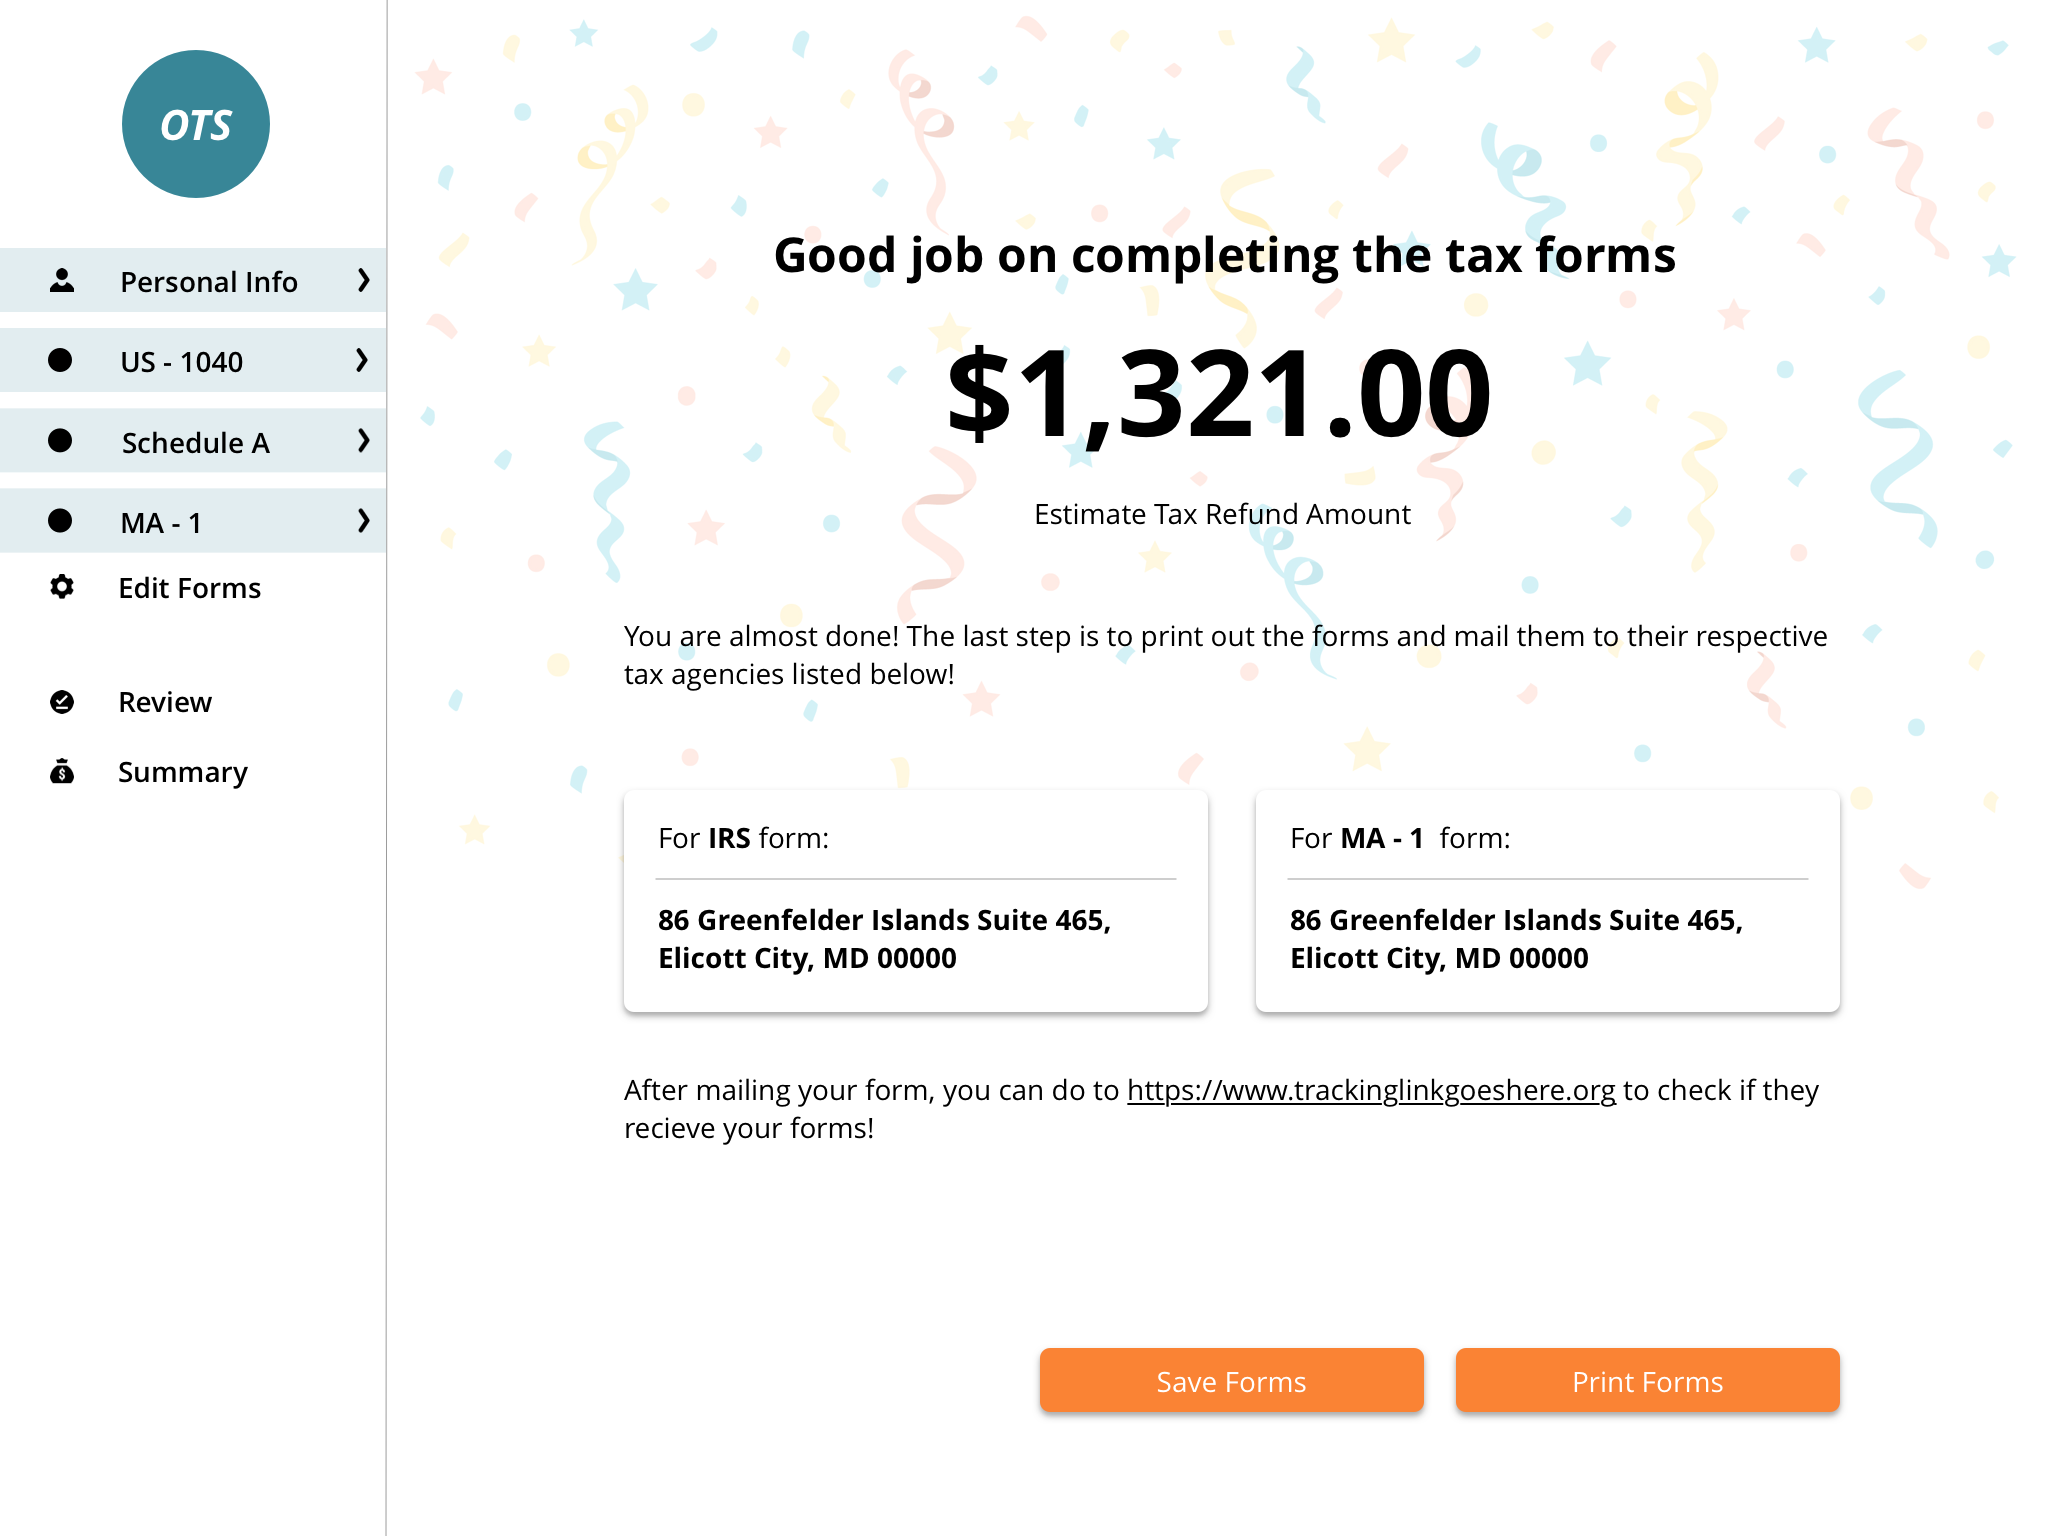 OTS
Personal Info
US - 1040
Schedule A
MA - 1
Edit Forms
Review
Summary
Good job on completing the tax forms
$1,321.00
Estimate Tax Refund Amount
You are almost done! The last step is to print out the forms and mail them to their respective
tax agencies listed below!
For IRS form:
86 Greenfelder Islands Suite 465,
Elicott City, MD 00000
For MA - 1 form:
86 Greenfelder Islands Suite 465,
Elicott City, MD 00000
After mailing your form, you can do to https://www.trackinglinkgoeshere.org to check if they
recieve your forms!
Save Forms
Print Forms